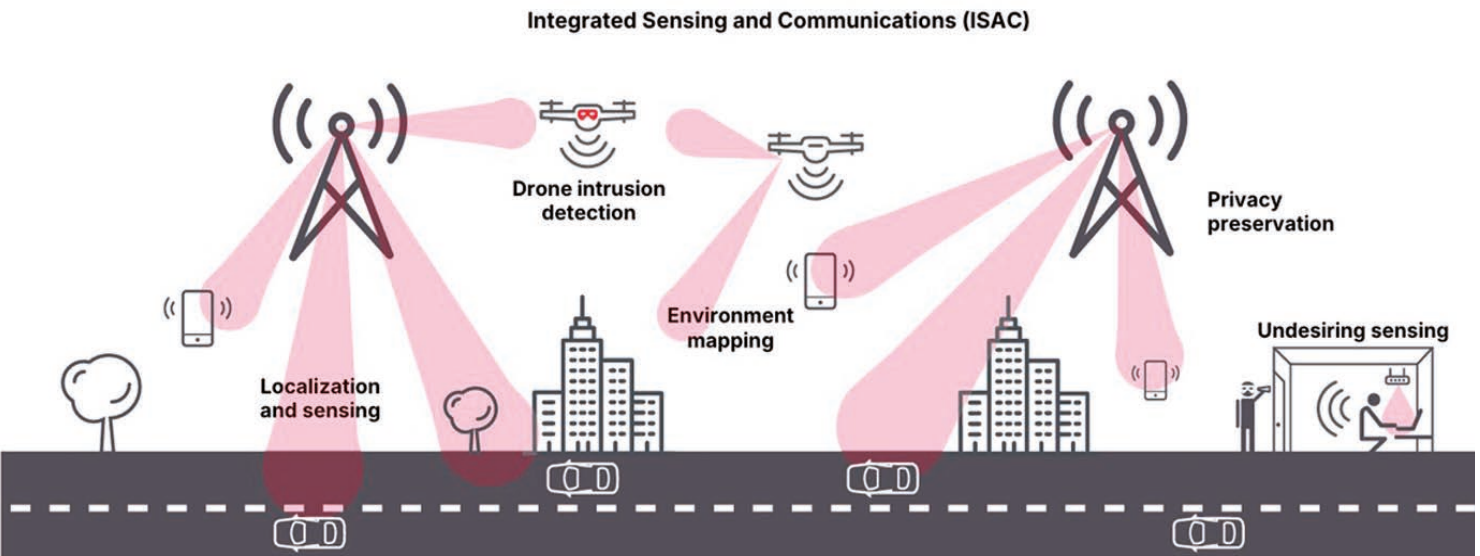 Integrated Sensing and Communications (ISAC)
Drone intrusion
detection
Privacy
preservation
Environment
mapping
Undesiring sensing
Localization
and sensing